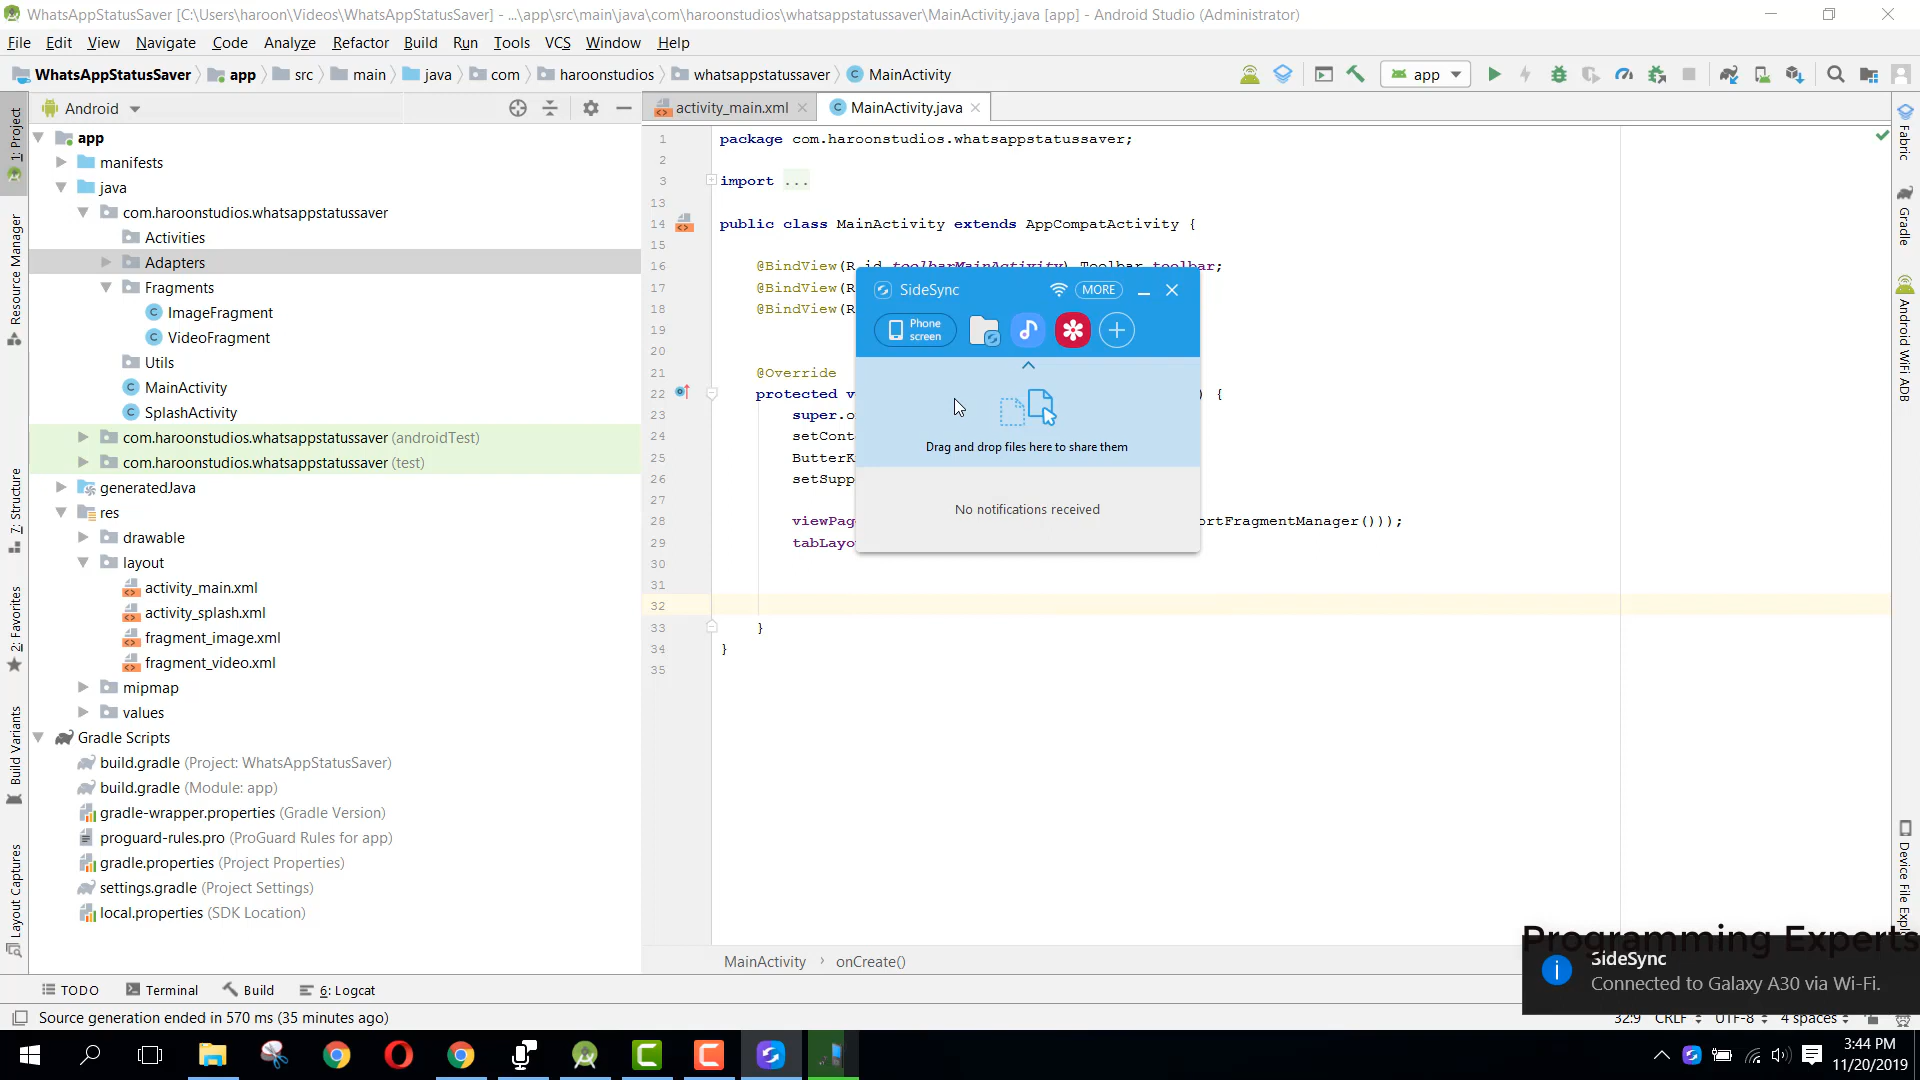 WhatsAppStatusSaver [C:\Users\haroon\Videos\WhatsAppStatusSaver] - ...\app\src\main\java\com\haroonstudios\whatsappstatussaver\MainActivity.java [app] - Android Studio (Administrator)
File Edit View Navigate Code Analyze Refactor Build Run Tools VCS Window Help
WhatsAppStatusSaver app src main java com haroonstudios whatsappstatussaver MainActivity
app
Android
activity_main.xml
MainActivity.java
1: Project
Resource Manager
7: Structure
2: Favorites
Build Variants
Layout Captures
app
manifests
java
com.haroonstudios.whatsappstatussaver
Activities
Adapters
Fragments
ImageFragment
VideoFragment
Utils
MainActivity
SplashActivity
com.haroonstudios.whatsappstatussaver (androidTest)
com.haroonstudios.whatsappstatussaver (test)
generatedJava
res
drawable
layout
activity_main.xml
activity_splash.xml
fragment_image.xml
fragment_video.xml
mipmap
values
Gradle Scripts
build.gradle (Project: WhatsAppStatusSaver)
build.gradle (Module: app)
gradle-wrapper.properties (Gradle Version)
proguard-rules.pro (ProGuard Rules for app)
gradle.properties (Project Properties)
settings.gradle (Project Settings)
local.properties (SDK Location)
1 package com.haroonstudios.whatsappstatussaver;
2
3 import ...
13
14 public class MainActivity extends AppCompatActivity {
15
16 @BindView(R.id.toolbarMainActivity) Toolbar toolbar;
17 @BindView(R
18 @BindView(R
19
20
21 @Override
22 protected v ) {
23 super.o
24 setCont
25 ButterK
26 setSupp
27
28 viewPag ortFragmentManager()));
29 tabLayo
30
31
32
33 }
34 }
35
SideSync
MORE
Phone screen
Drag and drop files here to share them
No notifications received
Fabric
Gradle
Android WiFi ADB
Device File Expl
MainActivity onCreate()
Programming Experts
SideSync
Connected to Galaxy A30 via Wi-Fi.
TODO Terminal Build 6: Logcat
Source generation ended in 570 ms (35 minutes ago)
32:9 CRLF UTF-8 4 spaces
3:44 PM
11/20/2019